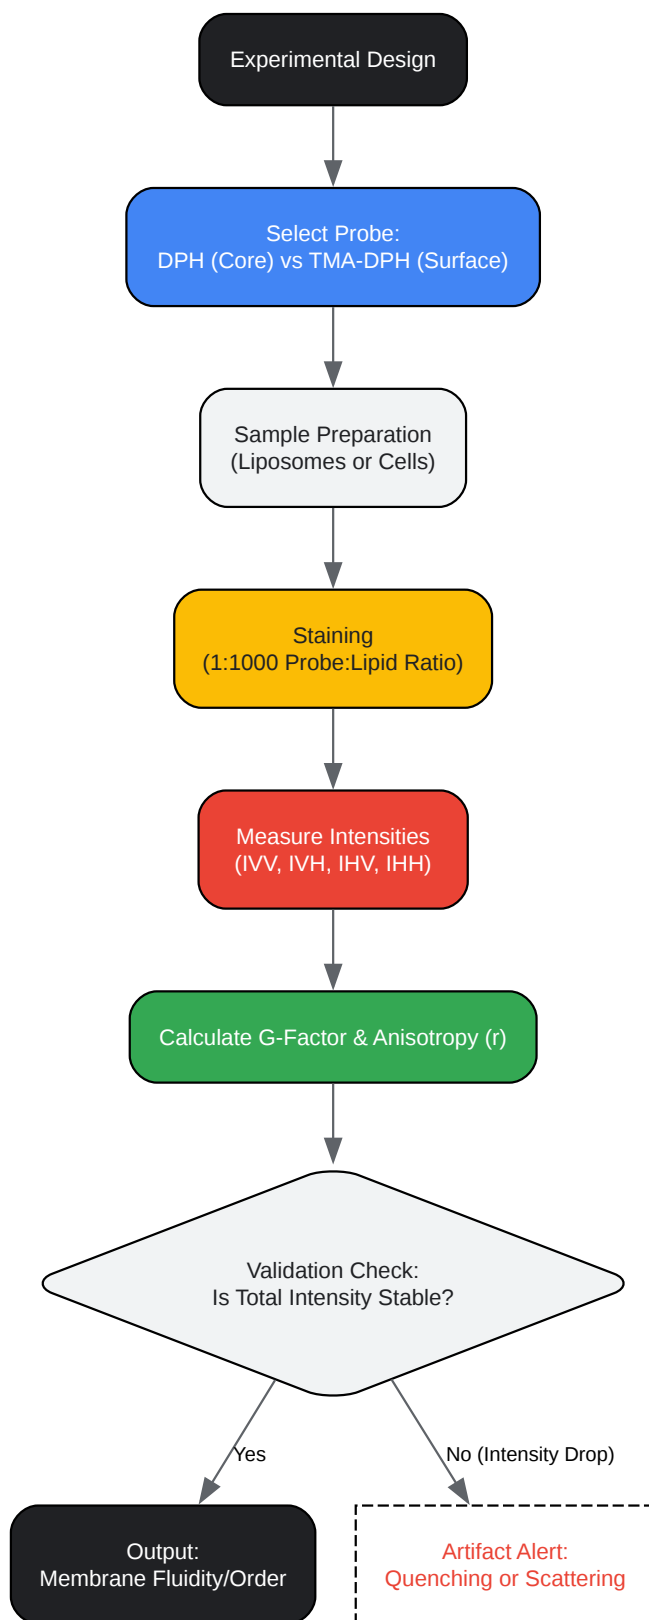 Experimental Design
Select Probe:
DPH (Core) vs TMA-DPH (Surface)
Sample Preparation
(Liposomes or Cells)
Staining
(1:1000 Probe:Lipid Ratio)
Measure Intensities
(IVV, IVH, IHV, IHH)
Calculate G-Factor & Anisotropy (r)
Validation Check:
Is Total Intensity Stable?
Yes
No (Intensity Drop)
Output:
Membrane Fluidity/Order
Artifact Alert:
Quenching or Scattering